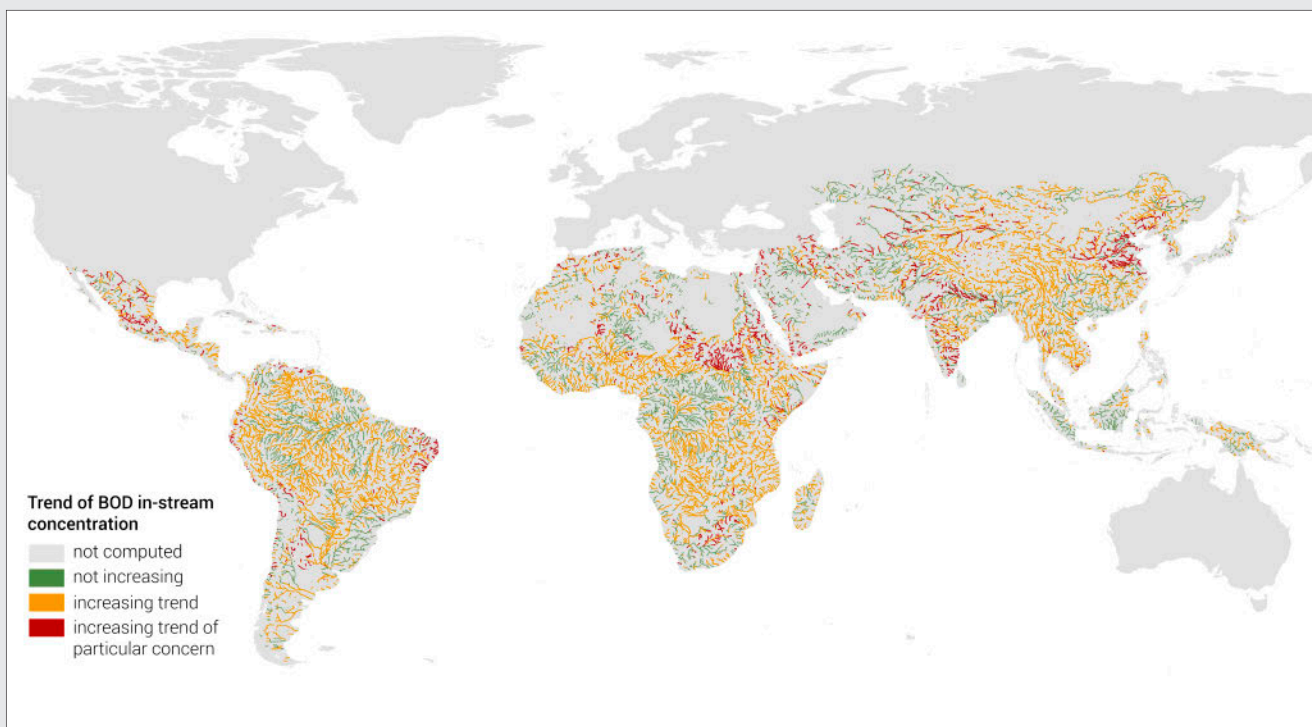 Trend of BOD in-stream
concentration
not computed
not increasing
increasing trend
increasing trend of
particular concern